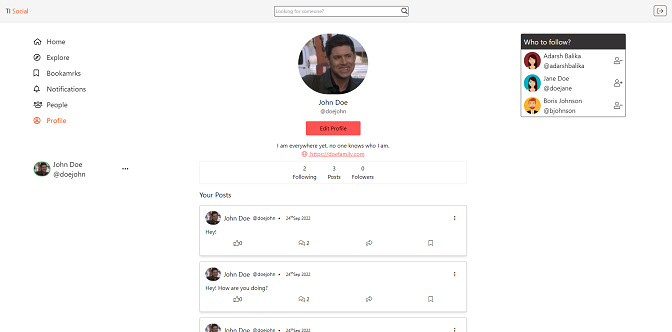 TI Social
Looking for someone?
Home
Explore
Bookamrks
Notifications
People
Profile
John Doe
@doejohn
John Doe
@doejohn
Edit Profile
I am everywhere yet, no one knows who I am.
https://doefamily.com
2 3 0
Following Posts Folowers
Your Posts
John Doe @doejohn • 24thSep 2022
Hey!
0 2
John Doe @doejohn • 24thSep 2022
Hey! How are you doing?
0 2
John Doe @doejohn • 24thSep 2022
Who to follow?
Adarsh Balika
@adarshbalika
Jane Doe
@doejane
Boris Johnson
@bjohnson